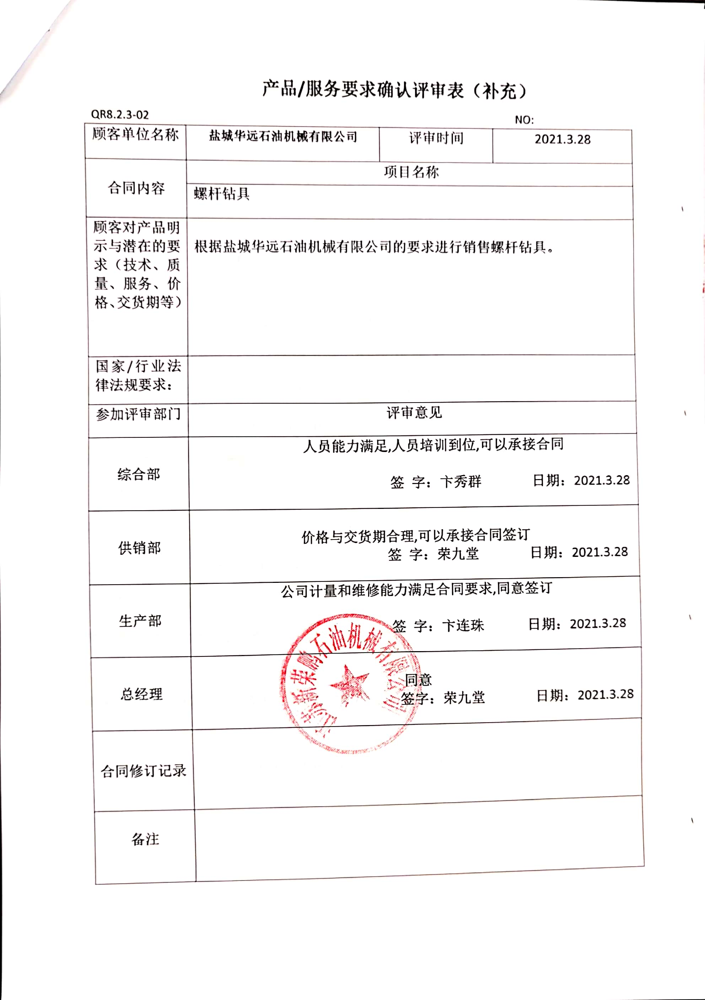 产品/服务要求确认评审表（补充）
QR8.2.3-02
NO:
顾客单位名称
盐城华远石油机械有限公司
评审时间
2021.3.28
合同内容
项目名称
螺杆钻具
顾客对产品明
示与潜在的要
求（技术、质
量、服务、价
格、交货期等）
根据盐城华远石油机械有限公司的要求进行销售螺杆钻具。
国家/行业法
律法规要求：
参加评审部门
评审意见
综合部
人员能力满足,人员培训到位,可以承接合同
签 字：卞秀群 日期：2021.3.28
供销部
价格与交货期合理,可以承接合同签订
签 字：荣九堂 日期：2021.3.28
生产部
公司计量和维修能力满足合同要求,同意签订
签 字：卞连珠 日期：2021.3.28
总经理
同意
签字：荣九堂 日期：2021.3.28
江苏新荣鹏石油机械有限公司
合同修订记录
备注